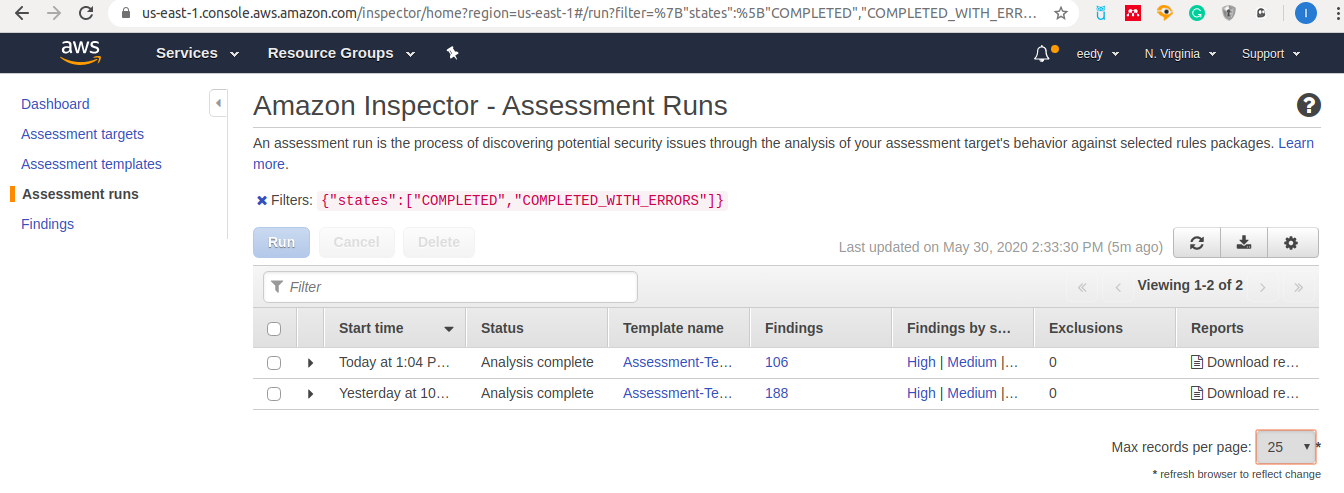 us-east-1.console.aws.amazon.com/inspector/home?region=us-east-1#/run?filter=%7B"states":%5B"COMPLETED","COMPLETED_WITH_ERR...
aws Services Resource Groups eedy N. Virginia Support
Dashboard
Assessment targets
Assessment templates
Assessment runs
Findings
Amazon Inspector - Assessment Runs
An assessment run is the process of discovering potential security issues through the analysis of your assessment target's behavior against selected rules packages. Learn
more.
Filters: {"states":["COMPLETED","COMPLETED_WITH_ERRORS"]}
Run Cancel Delete Last updated on May 30, 2020 2:33:30 PM (5m ago)
Filter « ‹ Viewing 1-2 of 2 › »
Start time Status Template name Findings Findings by s... Exclusions Reports
Today at 1:04 P... Analysis complete Assessment-Te... 106 High | Medium |... 0 Download re...
Yesterday at 10... Analysis complete Assessment-Te... 188 High | Medium |... 0 Download re...
Max records per page: 25 *
* refresh browser to reflect change